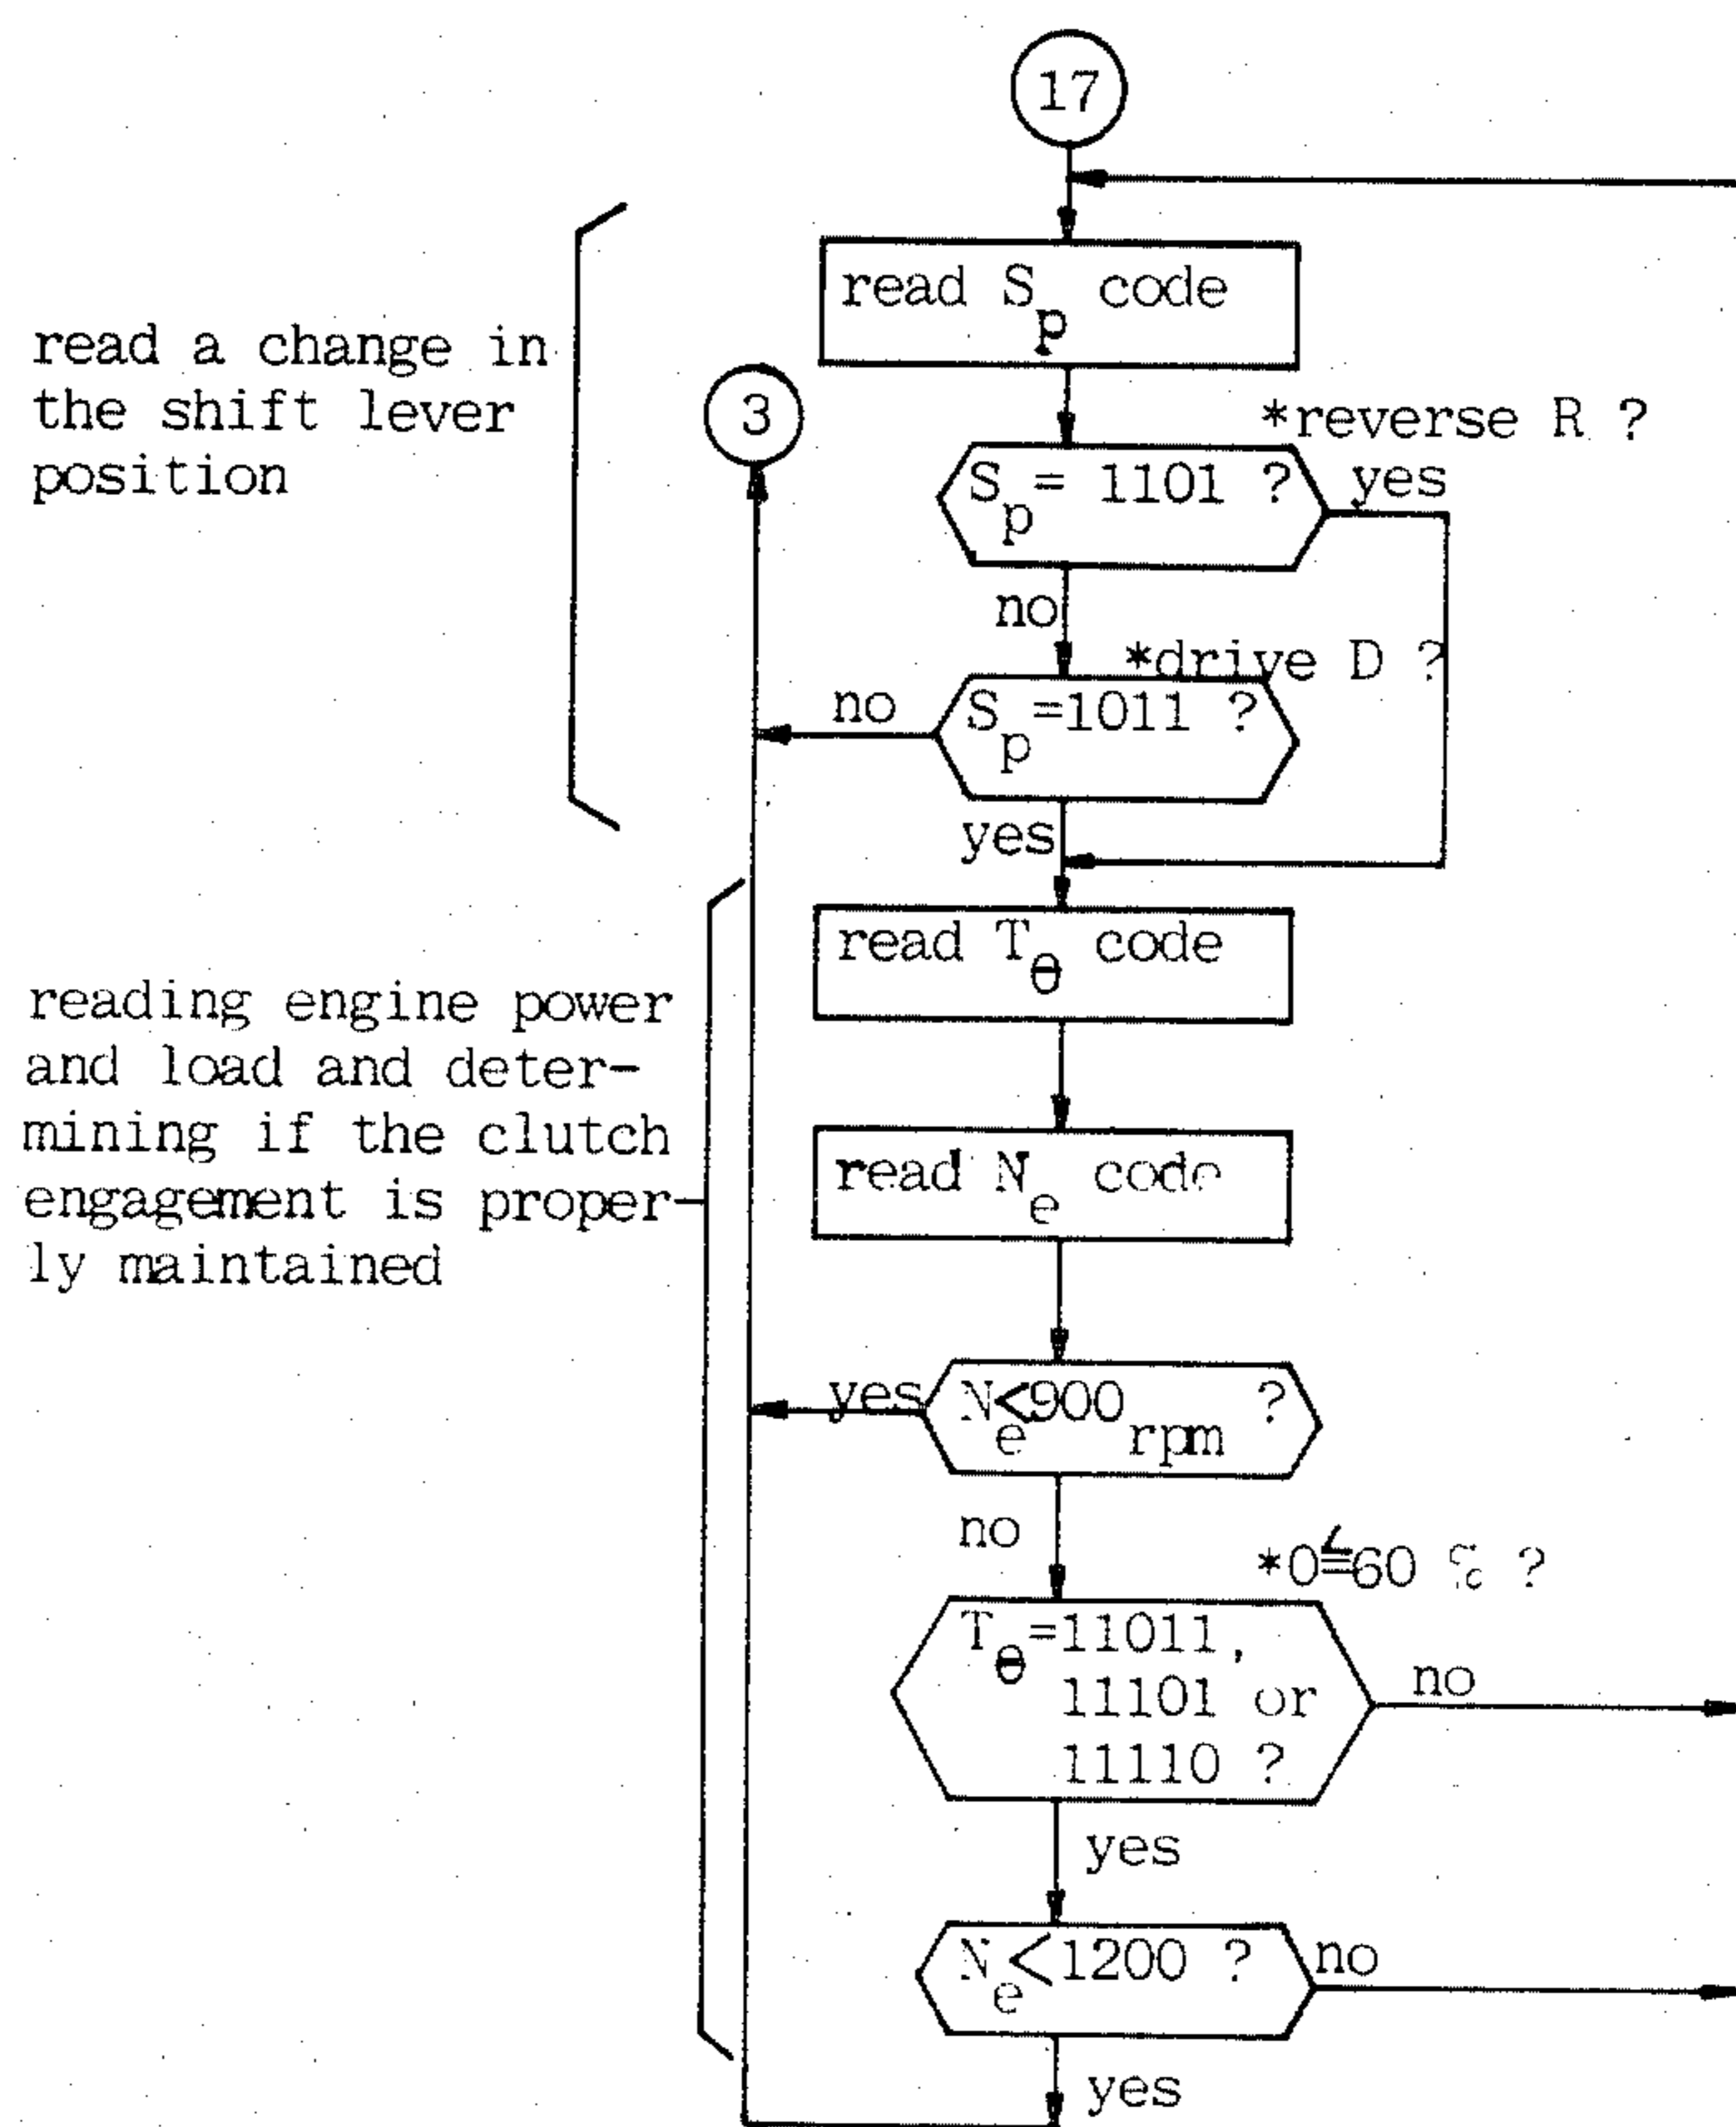 17
read Sp code
read a change in
the shift lever
position
3
*reverse R ?
Sp= 1101 ?
yes
no
*drive D ?
no
Sp=1011 ?
yes
read Tθ code
reading engine power
and load and deter-
mining if the clutch
engagement is proper-
ly maintained
read Ne code
yes
Ne<900rpm ?
no
*0≦60 % ?
Tθ=11011,
11101 or
11110 ?
no
yes
Ne<1200 ?
no
yes